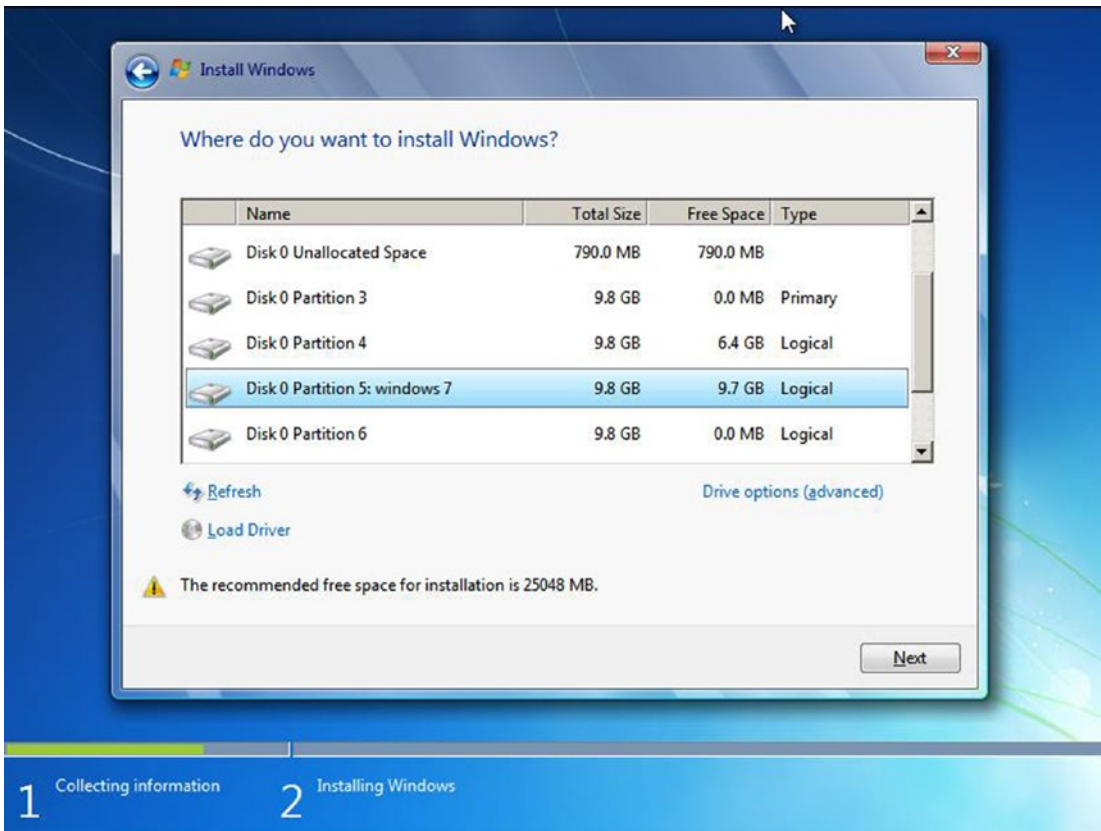 Install Windows
Where do you want to install Windows?
Name Total Size Free Space Type
Disk 0 Unallocated Space 790.0 MB 790.0 MB
Disk 0 Partition 3 9.8 GB 0.0 MB Primary
Disk 0 Partition 4 9.8 GB 6.4 GB Logical
Disk 0 Partition 5: windows 7 9.8 GB 9.7 GB Logical
Disk 0 Partition 6 9.8 GB 0.0 MB Logical
Refresh Drive options (advanced)
Load Driver
The recommended free space for installation is 25048 MB.
Next
1 Collecting information 2 Installing Windows